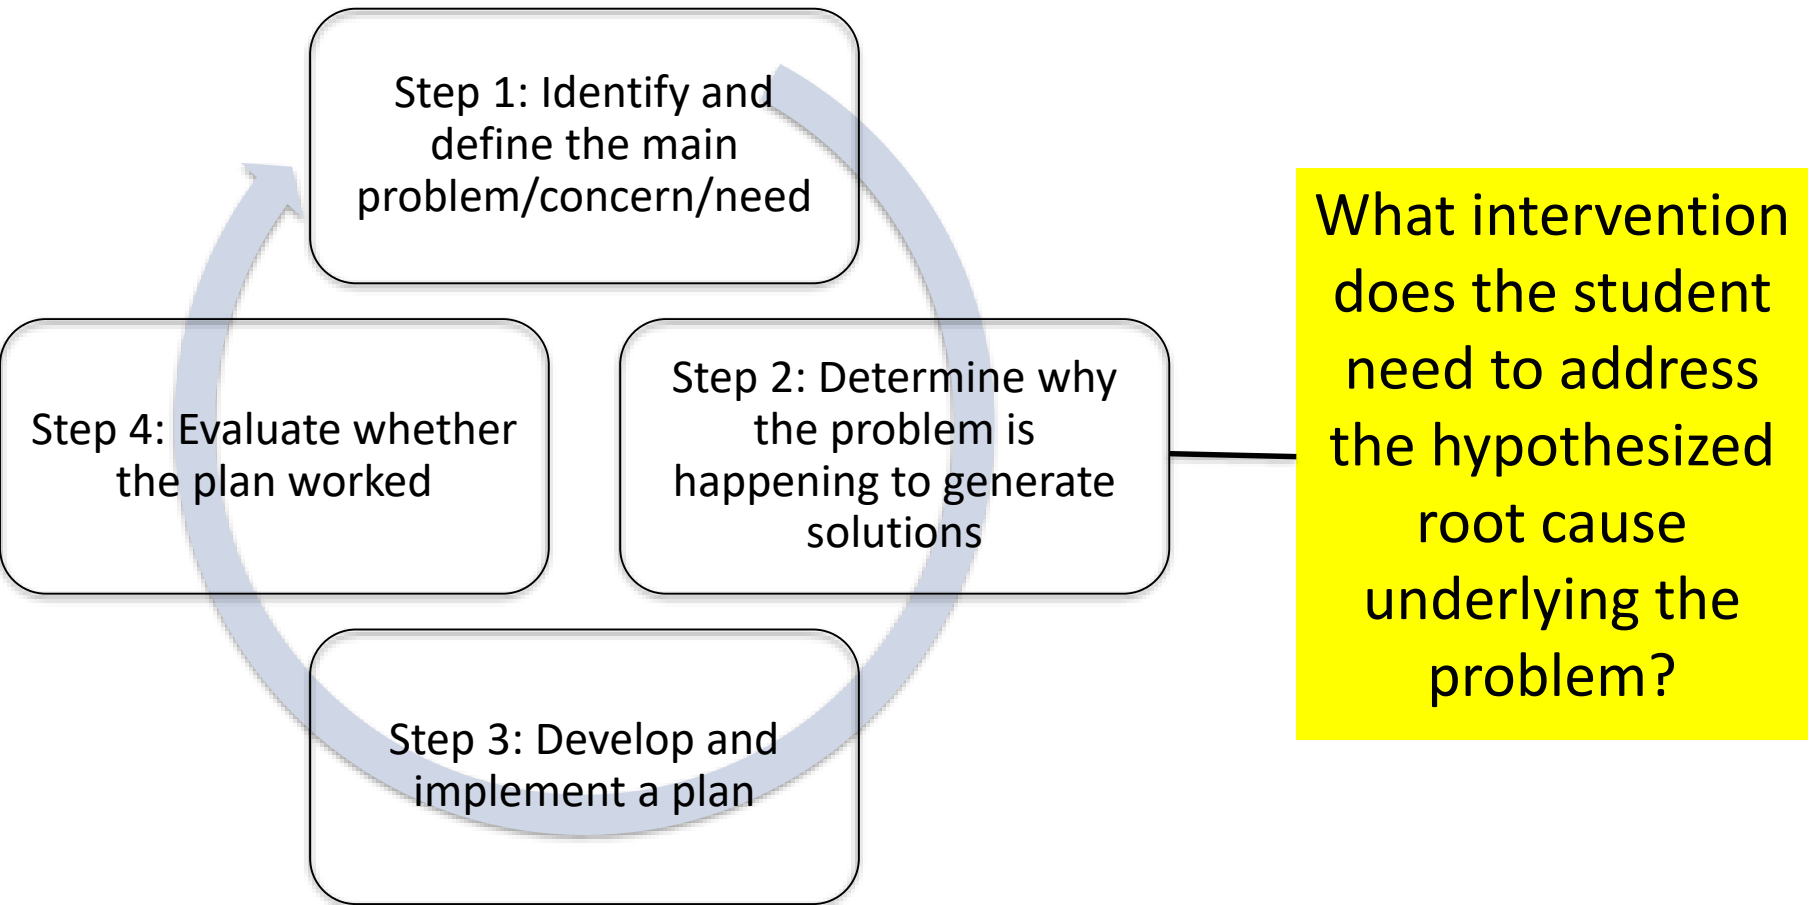 Step 1: Identify and
define the main
problem/concern/need
Step 2: Determine why
the problem is
happening to generate
solutions
Step 3: Develop and
implement a plan
Step 4: Evaluate whether
the plan worked
What intervention
does the student
need to address
the hypothesized
root cause
underlying the
problem?